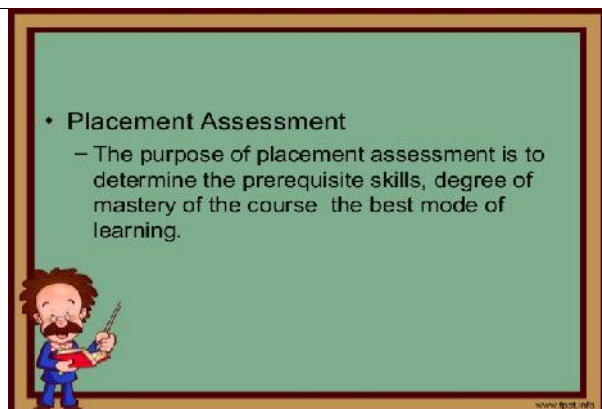 • Placement Assessment
– The purpose of placement assessment is to
determine the prerequisite skills, degree of
mastery of the course the best mode of
learning.
www.fppt.info